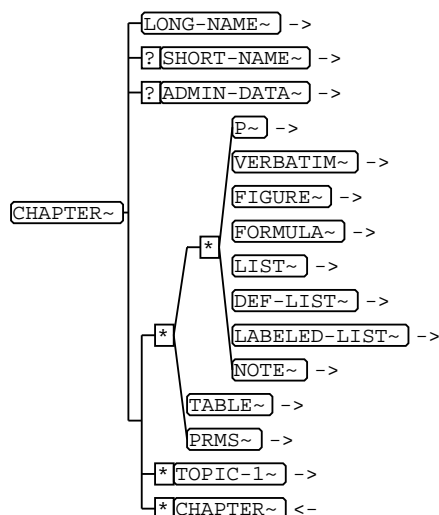 LONG-NAME~ ->
? SHORT-NAME~ ->
? ADMIN-DATA~ ->
P~ ->
VERBATIM~ ->
FIGURE~ ->
CHAPTER~
FORMULA~ ->
*
LIST~ ->
DEF-LIST~ ->
* LABELED-LIST~ ->
NOTE~ ->
TABLE~ ->
PRMS~ ->
* TOPIC-1~ ->
* CHAPTER~ <-